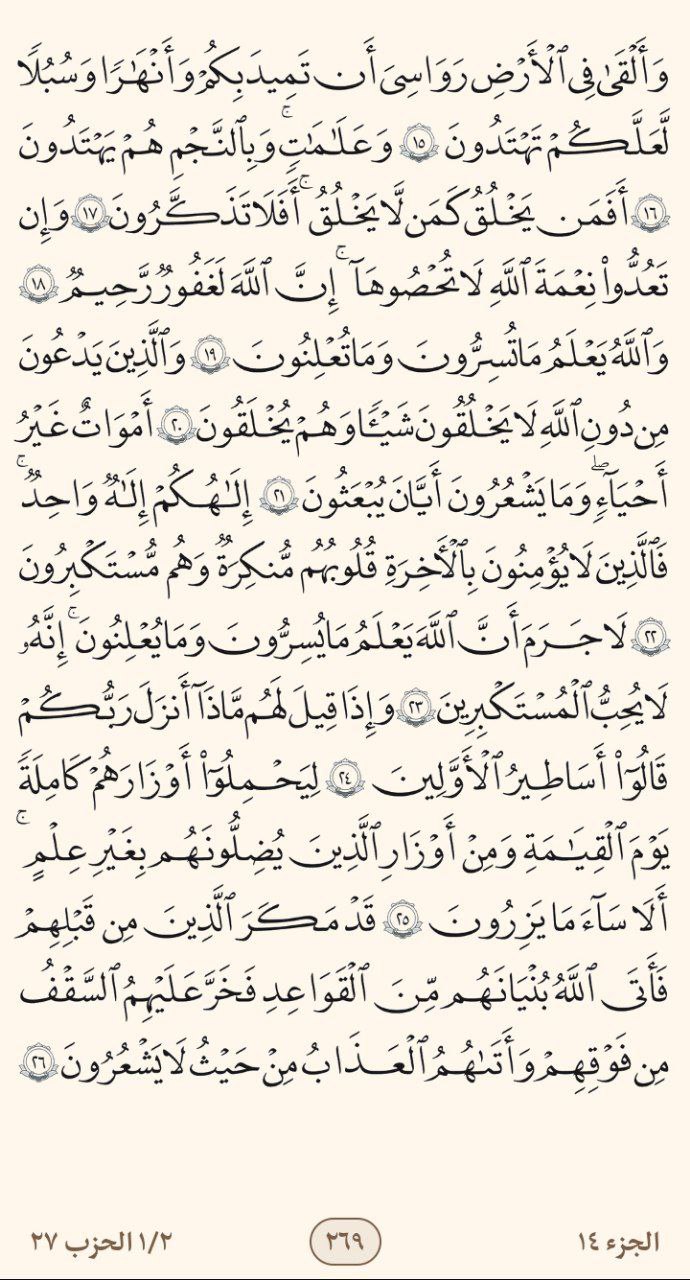 وَأَلۡقَىٰ فِي ٱلۡأَرۡضِ رَوَٰسِيَ أَن تَمِيدَ بِكُمۡ وَأَنۡهَٰرٗا وَسُبُلٗا
لَّعَلَّكُمۡ تَهۡتَدُونَ ١٥ وَعَلَٰمَٰتٖۚ وَبِٱلنَّجۡمِ هُمۡ يَهۡتَدُونَ
١٦ أَفَمَن يَخۡلُقُ كَمَن لَّا يَخۡلُقُۚ أَفَلَا تَذَكَّرُونَ ١٧ وَإِن
تَعُدُّواْ نِعۡمَةَ ٱللَّهِ لَا تُحۡصُوهَآۚ إِنَّ ٱللَّهَ لَغَفُورٞ رَّحِيمٞ ١٨
وَٱللَّهُ يَعۡلَمُ مَا تُسِرُّونَ وَمَا تُعۡلِنُونَ ١٩ وَٱلَّذِينَ يَدۡعُونَ
مِن دُونِ ٱللَّهِ لَا يَخۡلُقُونَ شَيۡـٔٗا وَهُمۡ يُخۡلَقُونَ ٢٠ أَمۡوَٰتٌ غَيۡرُ
أَحۡيَآءٖۖ وَمَا يَشۡعُرُونَ أَيَّانَ يُبۡعَثُونَ ٢١ إِلَٰهُكُمۡ إِلَٰهٞ وَٰحِدٞۚ
فَٱلَّذِينَ لَا يُؤۡمِنُونَ بِٱلۡأٓخِرَةِ قُلُوبُهُم مُّنكِرَةٞ وَهُم مُّسۡتَكۡبِرُونَ
٢٢ لَا جَرَمَ أَنَّ ٱللَّهَ يَعۡلَمُ مَا يُسِرُّونَ وَمَا يُعۡلِنُونَۚ إِنَّهُۥ
لَا يُحِبُّ ٱلۡمُسۡتَكۡبِرِينَ ٢٣ وَإِذَا قِيلَ لَهُم مَّاذَآ أَنزَلَ رَبُّكُمۡ
قَالُوٓاْ أَسَٰطِيرُ ٱلۡأَوَّلِينَ ٢٤ لِيَحۡمِلُوٓاْ أَوۡزَارَهُمۡ كَامِلَةٗ
يَوۡمَ ٱلۡقِيَٰمَةِ وَمِنۡ أَوۡزَارِ ٱلَّذِينَ يُضِلُّونَهُم بِغَيۡرِ عِلۡمٍۗ
أَلَا سَآءَ مَا يَزِرُونَ ٢٥ قَدۡ مَكَرَ ٱلَّذِينَ مِن قَبۡلِهِمۡ
فَأَتَى ٱللَّهُ بُنۡيَٰنَهُم مِّنَ ٱلۡقَوَاعِدِ فَخَرَّ عَلَيۡهِمُ ٱلسَّقۡفُ
مِن فَوۡقِهِمۡ وَأَتَىٰهُمُ ٱلۡعَذَابُ مِنۡ حَيۡثُ لَا يَشۡعُرُونَ ٢٦
الجزء ١٤ ٢٦٩ ١/٢ الحزب ٢٧